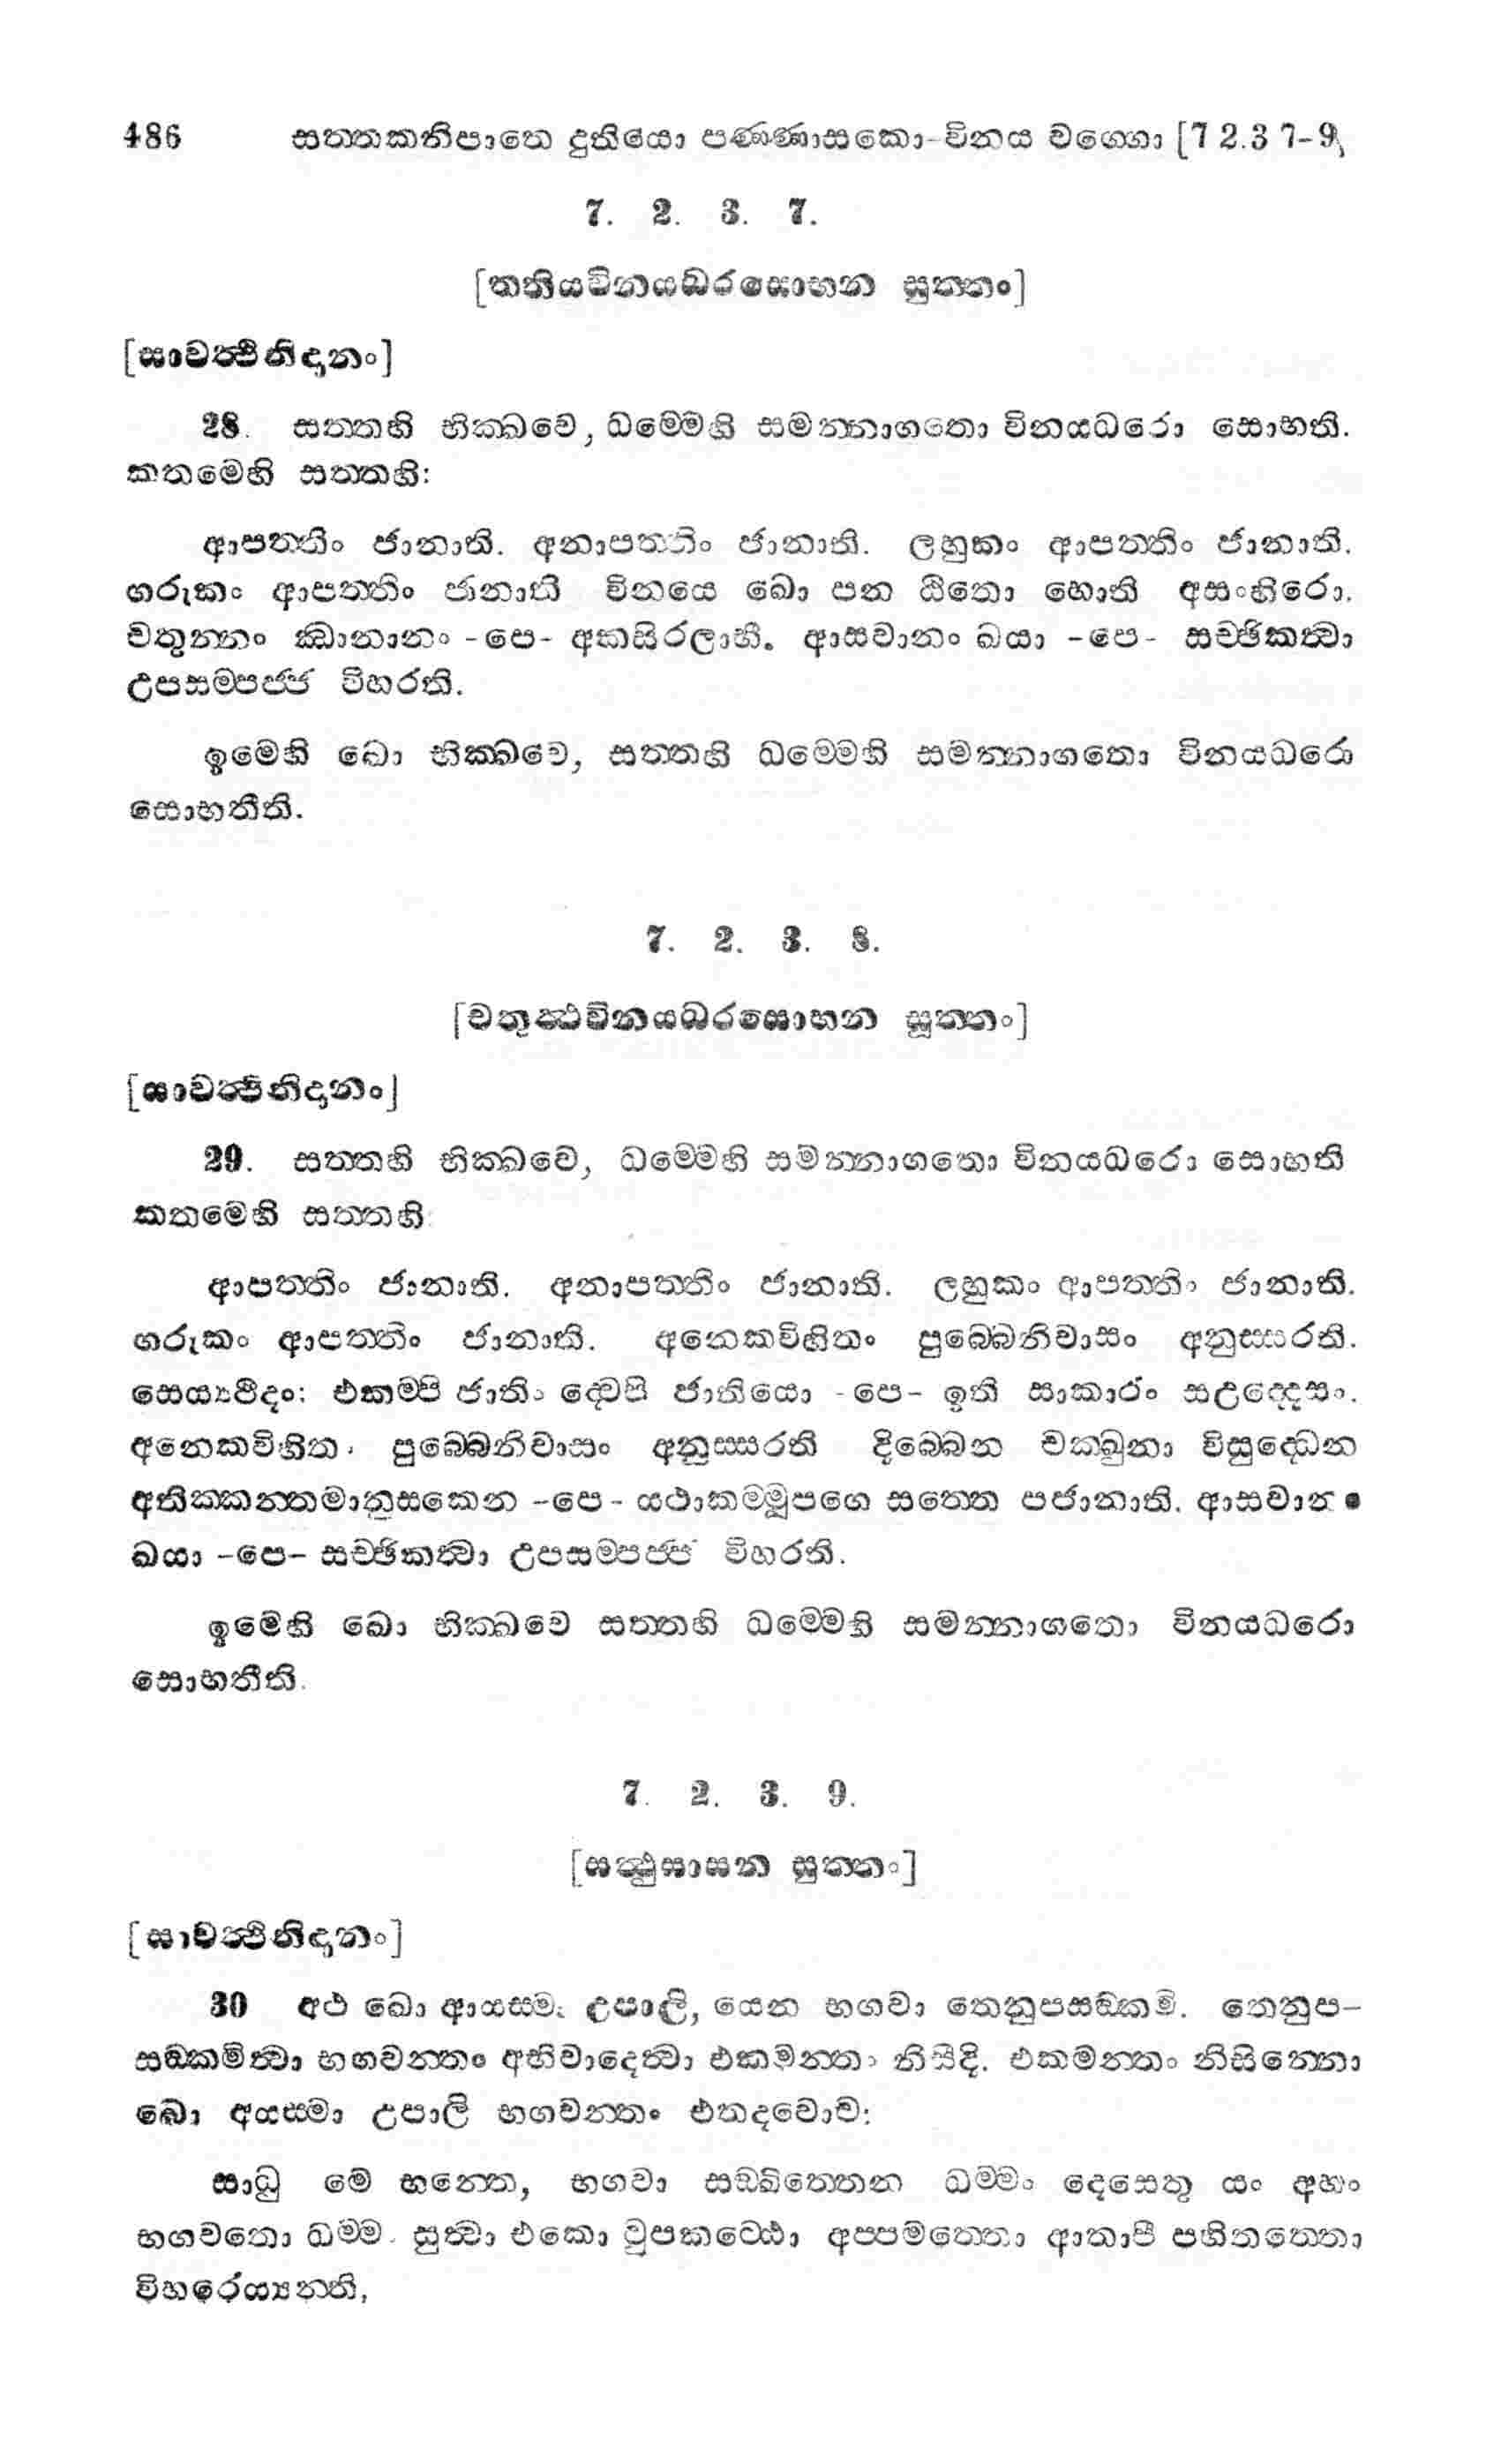 486 සත්තකනිපාතෙ දුතියො පණ්ණාසකො-විනය වග්ගො [7 2.3 7-9
7. 2. 3. 7.
[තතියවිනයධරසොභන සුත්තං]
[සාවත්‍ථිනිදානං]
28. සත්තහි භික්ඛවෙ, ධම්මෙහි සමන්නාගතො විනයධරො සොභති.
කතමෙහි සත්තහි:
ආපත්තිං ජානාති. අනාපත්තිං ජානාති. ලහුකං ආපත්තිං ජානාති.
ගරුකං ආපත්තිං ජානාති විනයෙ ඛො පන ඨිතො හොති අසංහිරො.
චතුන්නං ඣානානං -පෙ- අකසිරලාභී. ආසවානං ඛයා -පෙ- සච්ඡිකත්‍වා
උපසම්පජ්ජ විහරති.
ඉමෙහි ඛො භික්ඛවෙ, සත්තහි ධම්මෙහි සමන්නාගතො විනයධරො
සොභතීති.
7. 2. 3. 8.
[චතුත්‍ථවිනයධරසොභන සූත්තං]
[සාවත්‍ථිනිදානං]
29. සත්තහි භික්ඛවෙ, ධම්මෙහි සමන්නාගතො විනයධරො සොභති
කතමෙහි සත්තහි
ආපත්තිං ජානාති. අනාපත්තිං ජානාති. ලහුකං ආපත්තිං ජානාති.
ගරුකං ආපත්තිං ජානාති. අනෙකවිහිතං පුබ්බෙනිවාසං අනුස්සරති.
සෙය්‍යථිදං: එකම්පි ජාතිං ද්වෙපි ජාතියො -පෙ- ඉති සාකාරං සඋද්දෙසං.
අනෙකවිහිතං පුබ්බෙනිවාසං අනුස්සරති දිබ්බෙන චක්ඛුනා විසුද්ධෙන
අතික්කන්තමානුසකෙන -පෙ- යථාකම්මූපගෙ සත්තෙ පජානාති. ආසවානං
ඛයා -පෙ- සච්ඡිකත්‍වා උපසම්පජ්ජ විහරති.
ඉමෙහි ඛො භික්ඛවෙ සත්තහි ධම්මෙහි සමන්නාගතො විනයධරො
සොභතීති.
7. 2. 3. 9.
[සත්‍ථුසාසන සුත්තං]
[සාවත්‍ථිනිදානං]
30 අථ ඛො ආයස්මා උපාලි, යෙන භගවා තෙනුපසඞ්කමි. තෙනුප-
සඞ්කමිත්‍වා භගවන්තං අභිවාදෙත්‍වා එකමන්තං නිසීදි. එකමන්තං නිසින්නො
ඛො අයස්මා උපාලි භගවන්තං එතදවොච:
සාධු මෙ භන්තෙ, භගවා සඞ්ඛිත්තෙන ධම්මං දෙසෙතු යං අහං
භගවතො ධම්මං සුත්‍වා එකො වූපකට්ඨො අප්පමත්තො ආතාපී පහිතත්තො
විහරෙය්‍යන්ති,